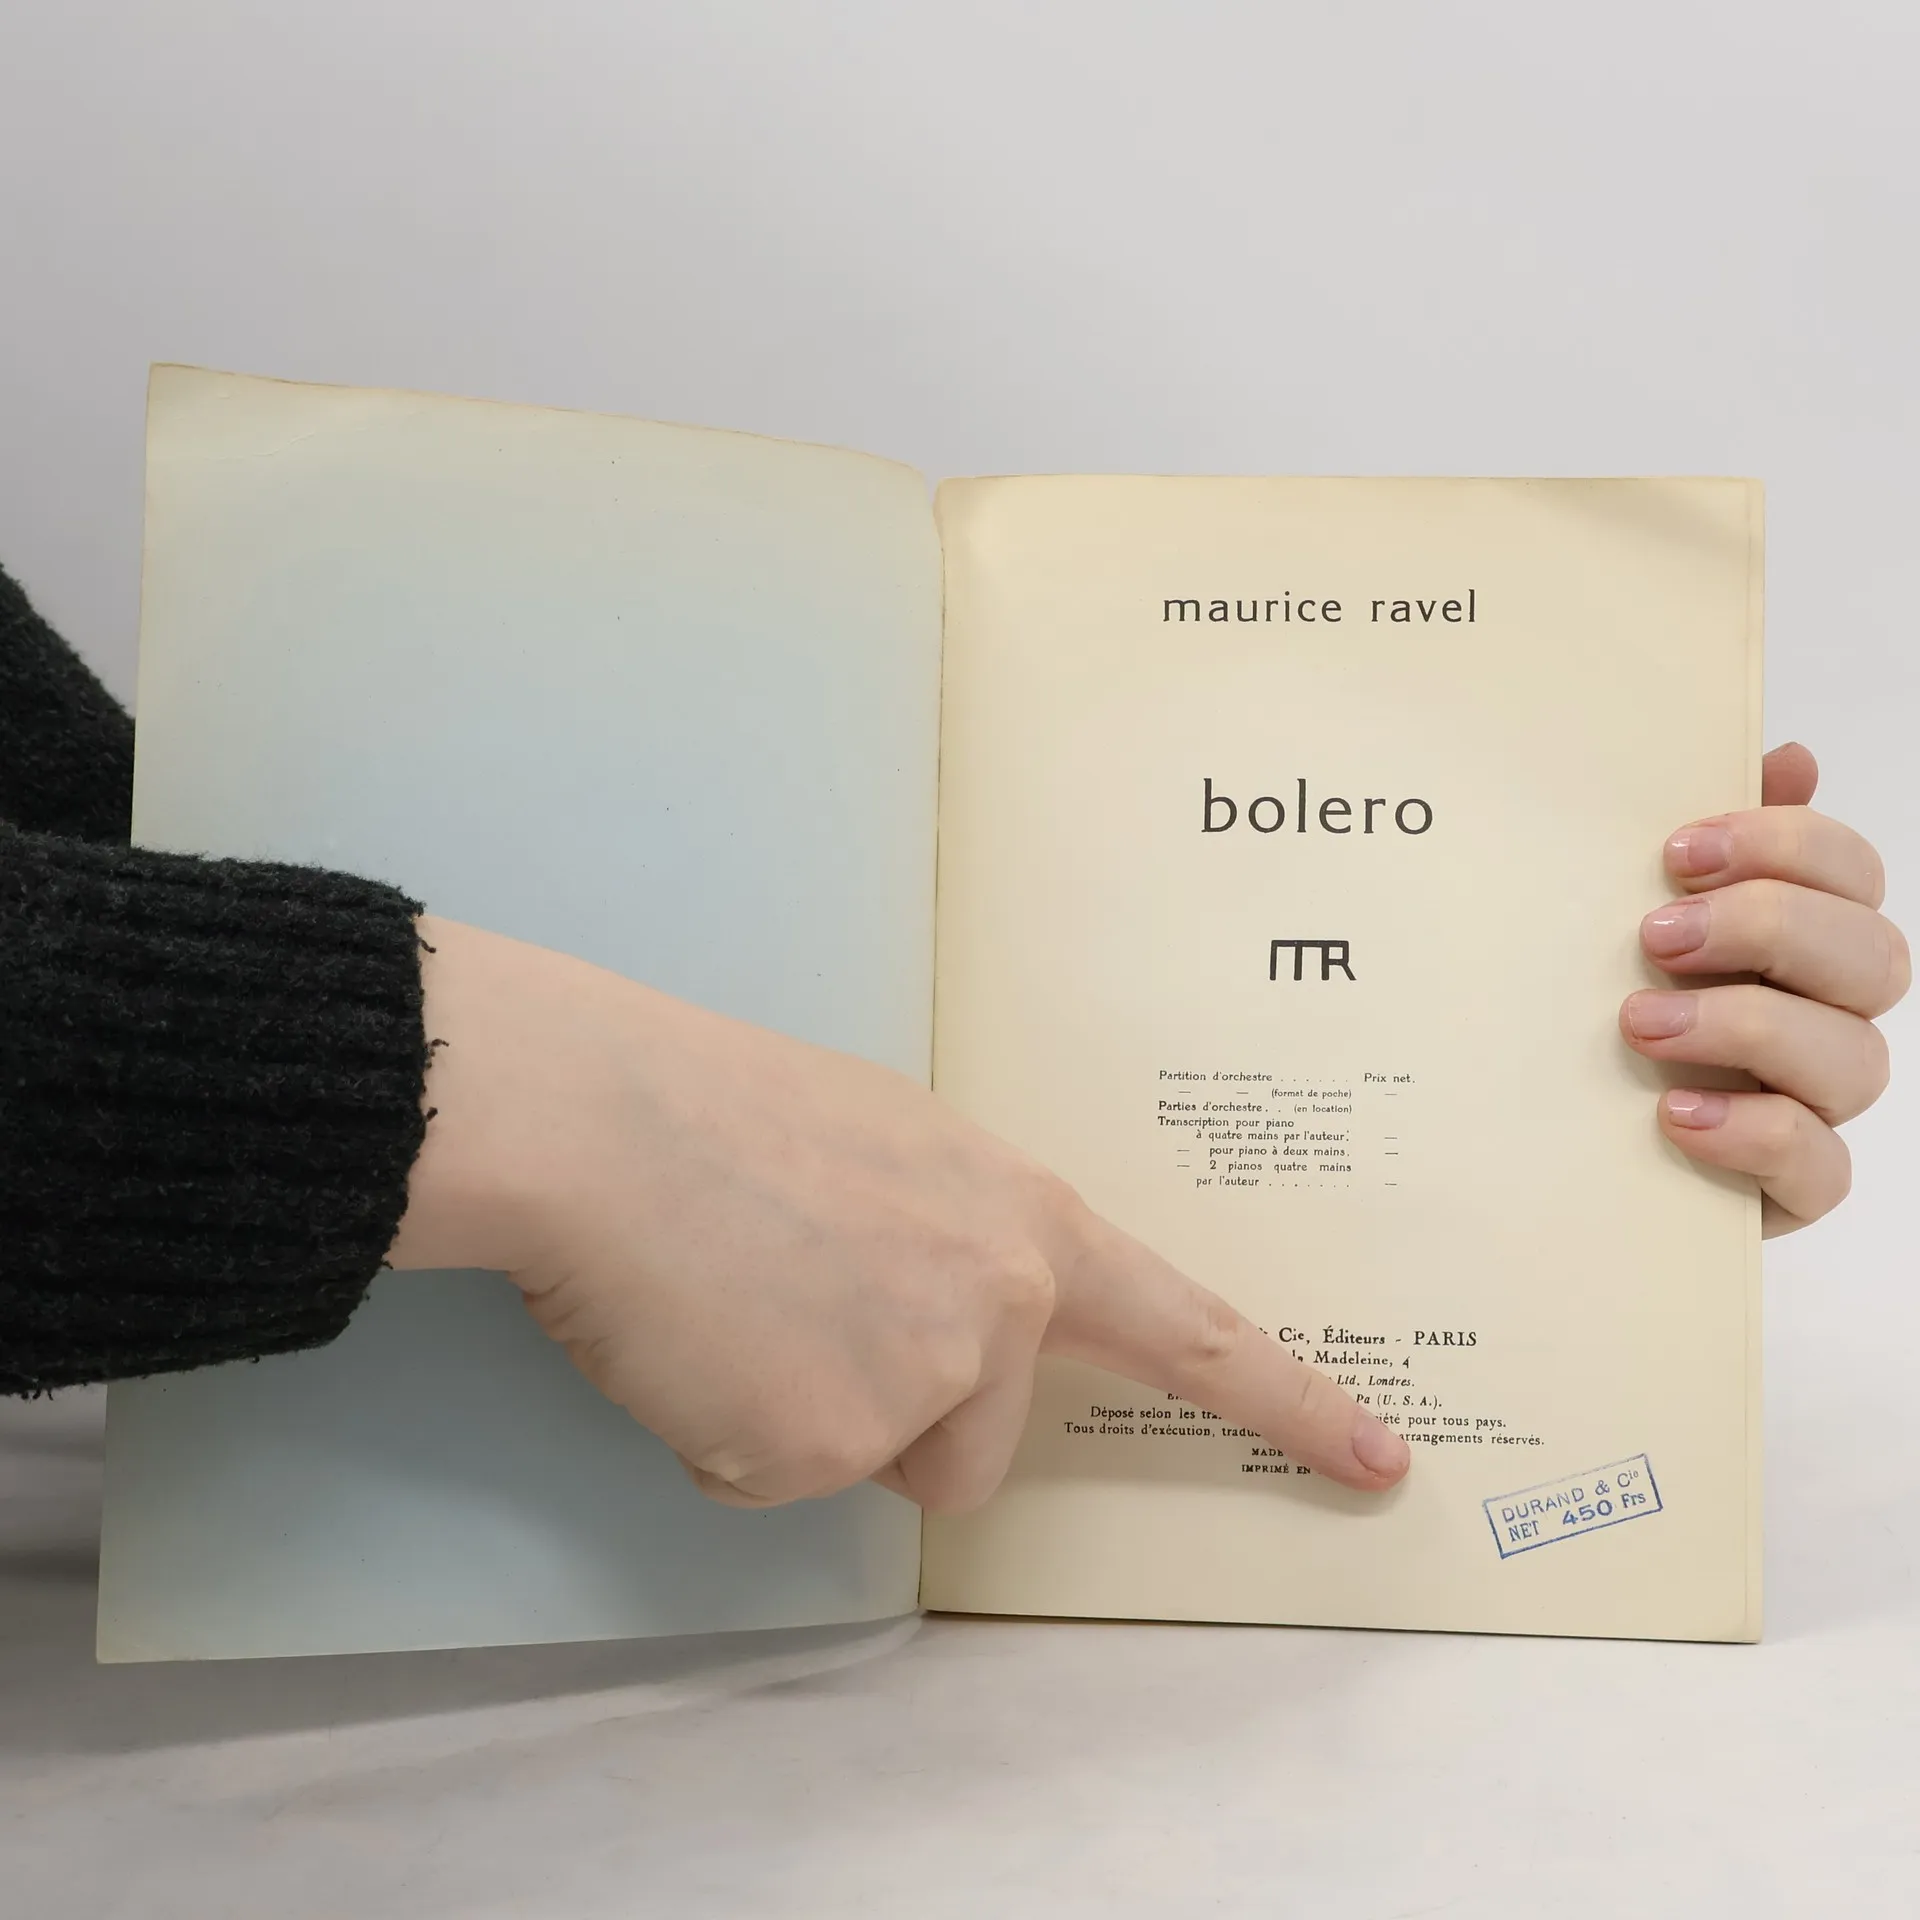 maurice ravel
bolero
MR
Partition d'orchestre . . . . . . Prix net.
— — (format de poche) —
Parties d'orchestre . . (en location)
Transcription pour piano
à quatre mains par l'auteur. —
— pour piano à deux mains. —
— 2 pianos quatre mains
par l'auteur . . . . . . . —
Cie, Éditeurs - PARIS
Madeleine, 4
Ltd, Londres.
Pa (U. S. A.).
Déposé selon les pour tous pays.
Tous droits d'exécution, arrangements réservés.
MADE
IMPRIMÉ EN
DURAND & Cie
NET 450 Frs